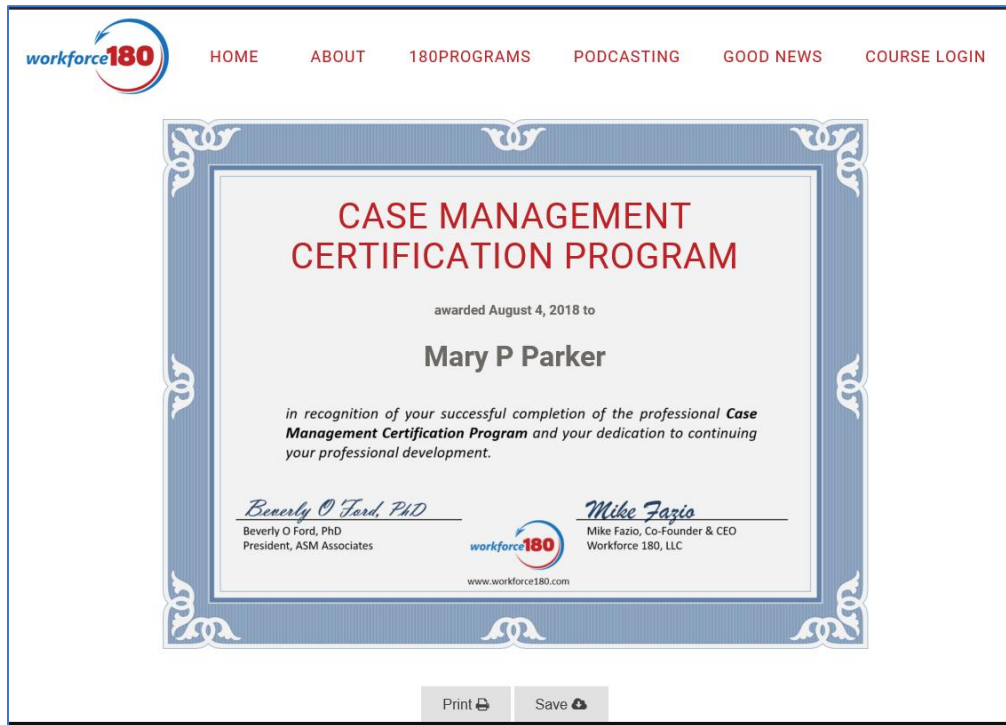 workforce180
HOME ABOUT 180PROGRAMS PODCASTING GOOD NEWS COURSE LOGIN
CASE MANAGEMENT
CERTIFICATION PROGRAM
awarded August 4, 2018 to
Mary P Parker
in recognition of your successful completion of the professional Case
Management Certification Program and your dedication to continuing
your professional development.
Beverly O Ford, PhD
Beverly O Ford, PhD
President, ASM Associates
workforce180
www.workforce180.com
Mike Fazio
Mike Fazio, Co-Founder & CEO
Workforce 180, LLC
Print
Save